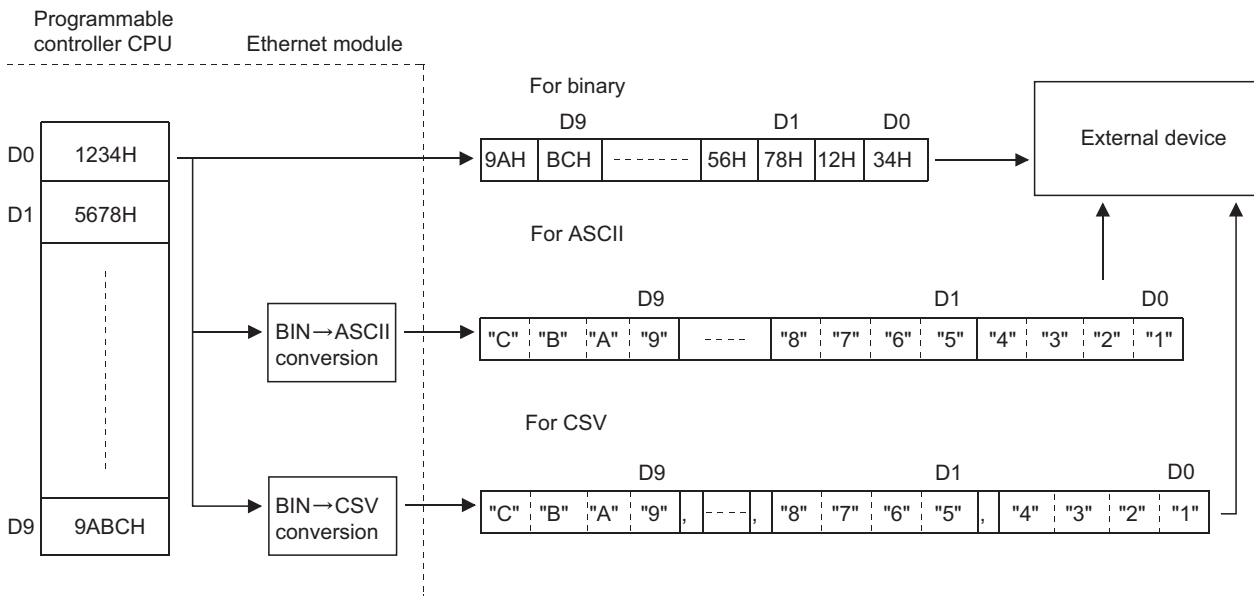 Programmable
controller CPU
Ethernet module
For binary
D9 D1 D0
9AH BCH 56H 78H 12H 34H
External device
D0 1234H
D1 5678H
D9 9ABCH
For ASCII
D9 D1 D0
BIN→ASCII
conversion
"C" "B" "A" "9" "8" "7" "6" "5" "4" "3" "2" "1"
For CSV
D9 D1 D0
BIN→CSV
conversion
"C" "B" "A" "9" , , "8" "7" "6" "5" , "4" "3" "2" "1"